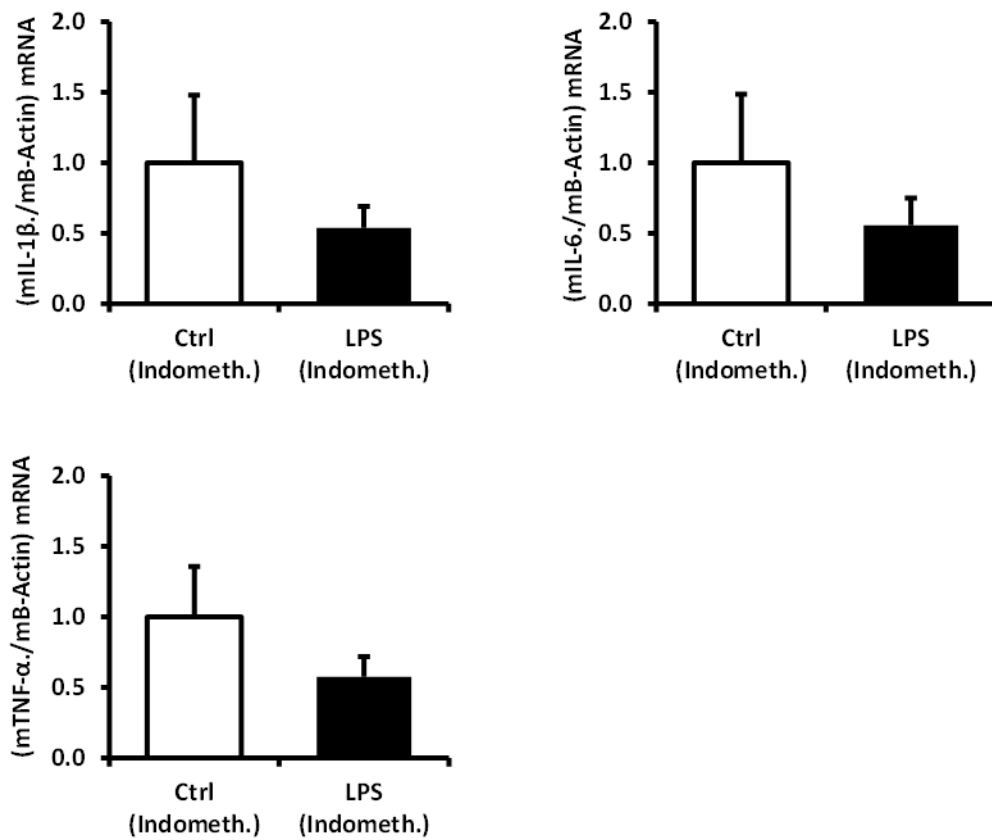 (mIL-1β./mB-Actin) mRNA
2.0
1.5
1.0
0.5
0.0
Ctrl LPS
(Indometh.) (Indometh.)
(mIL-6./mB-Actin) mRNA
2.0
1.5
1.0
0.5
0.0
Ctrl LPS
(Indometh.) (Indometh.)
(mTNF-α./mB-Actin) mRNA
2.0
1.5
1.0
0.5
0.0
Ctrl LPS
(Indometh.) (Indometh.)